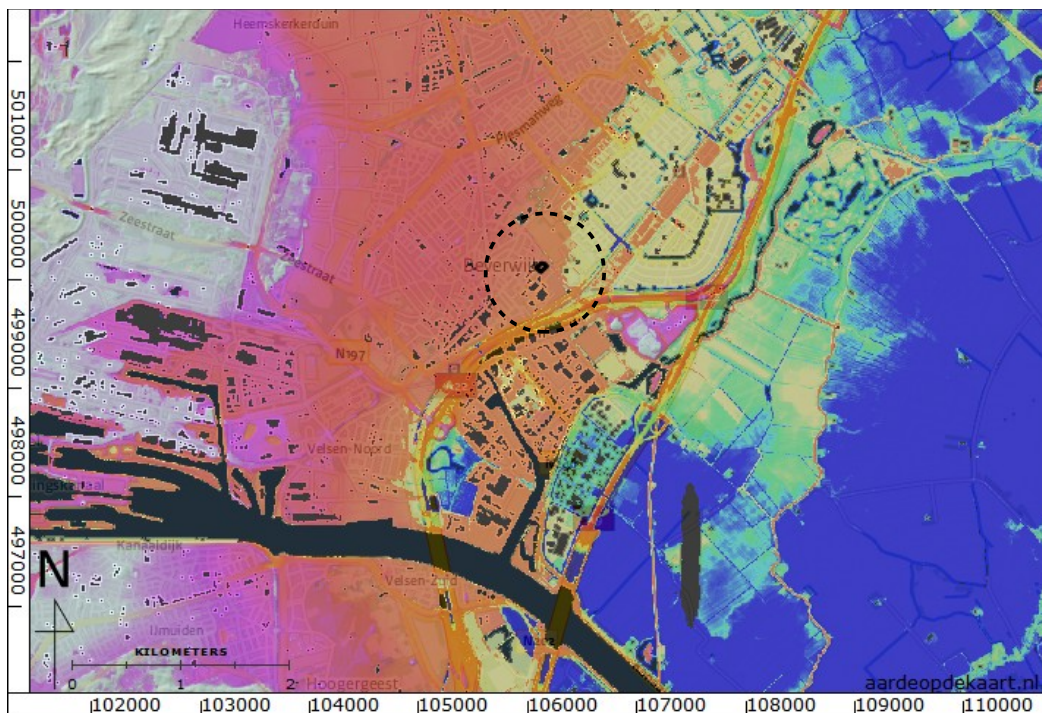 Heemskerkerduin
Plesmanweg
Zeestraat
Zeestraat
Beverwijk
N197
Velsen-Noord
Kanaaldijk
Velsen-Zuid
IJmuiden
N202
Hoogergeest
N
KILOMETERS
0 1 2
aardeopdekaart.nl
501000
500000
499000
498000
497000
102000 103000 104000 105000 106000 107000 108000 109000 110000